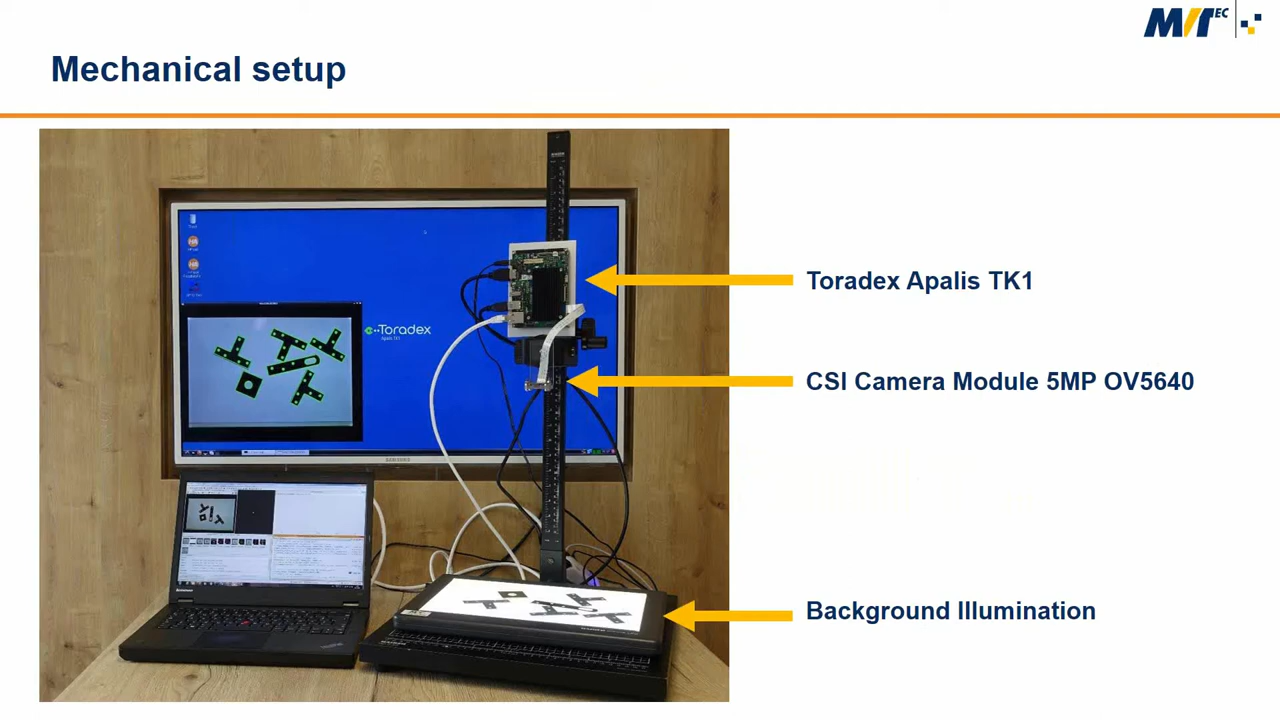 MVTEC
Mechanical setup
Toradex
Apalis TK1
Toradex Apalis TK1
CSI Camera Module 5MP OV5640
Background Illumination